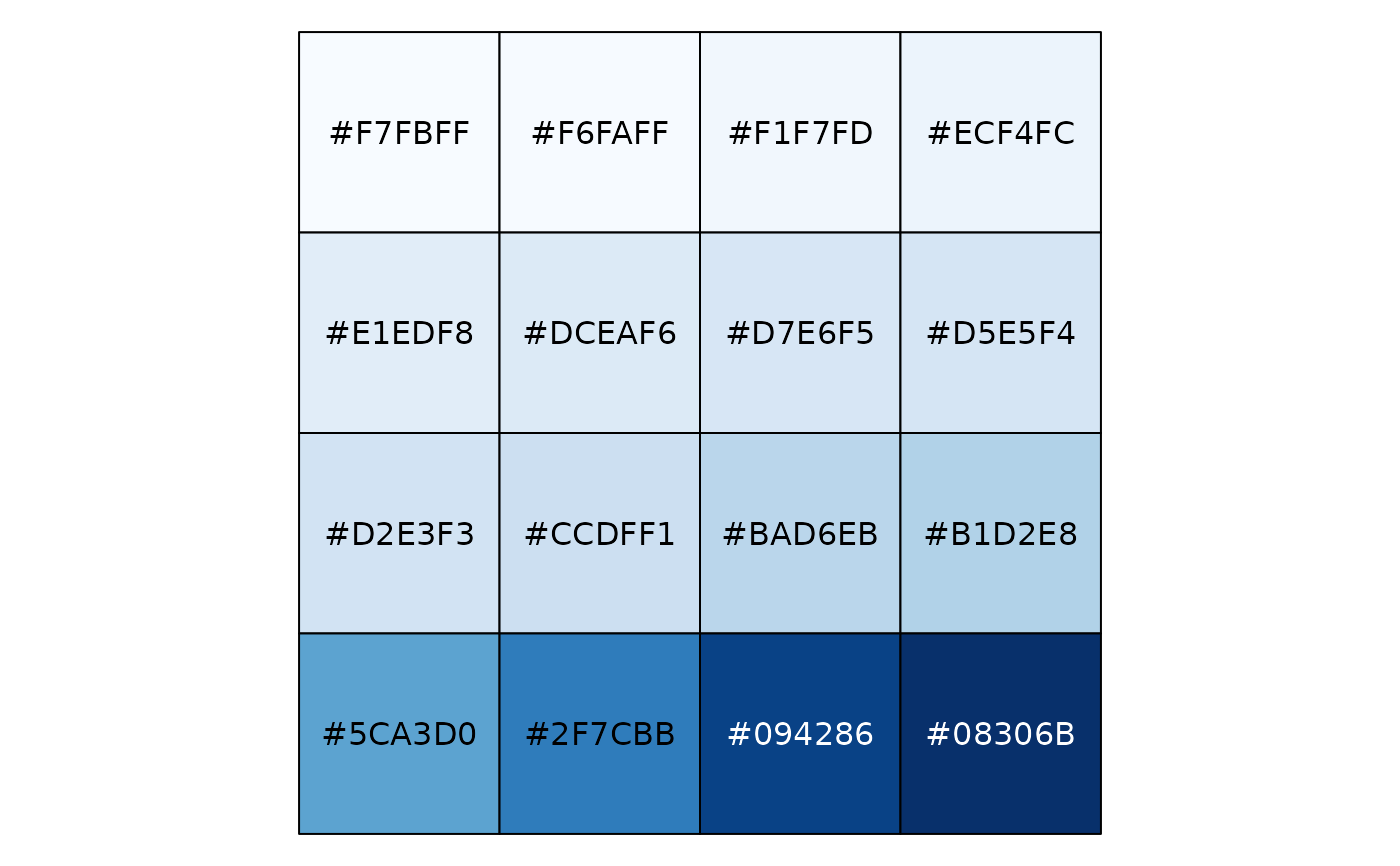 #F7FBFF #F6FAFF #F1F7FD #ECF4FC
#E1EDF8 #DCEAF6 #D7E6F5 #D5E5F4
#D2E3F3 #CCDFF1 #BAD6EB #B1D2E8
#5CA3D0 #2F7CBB #094286 #08306B